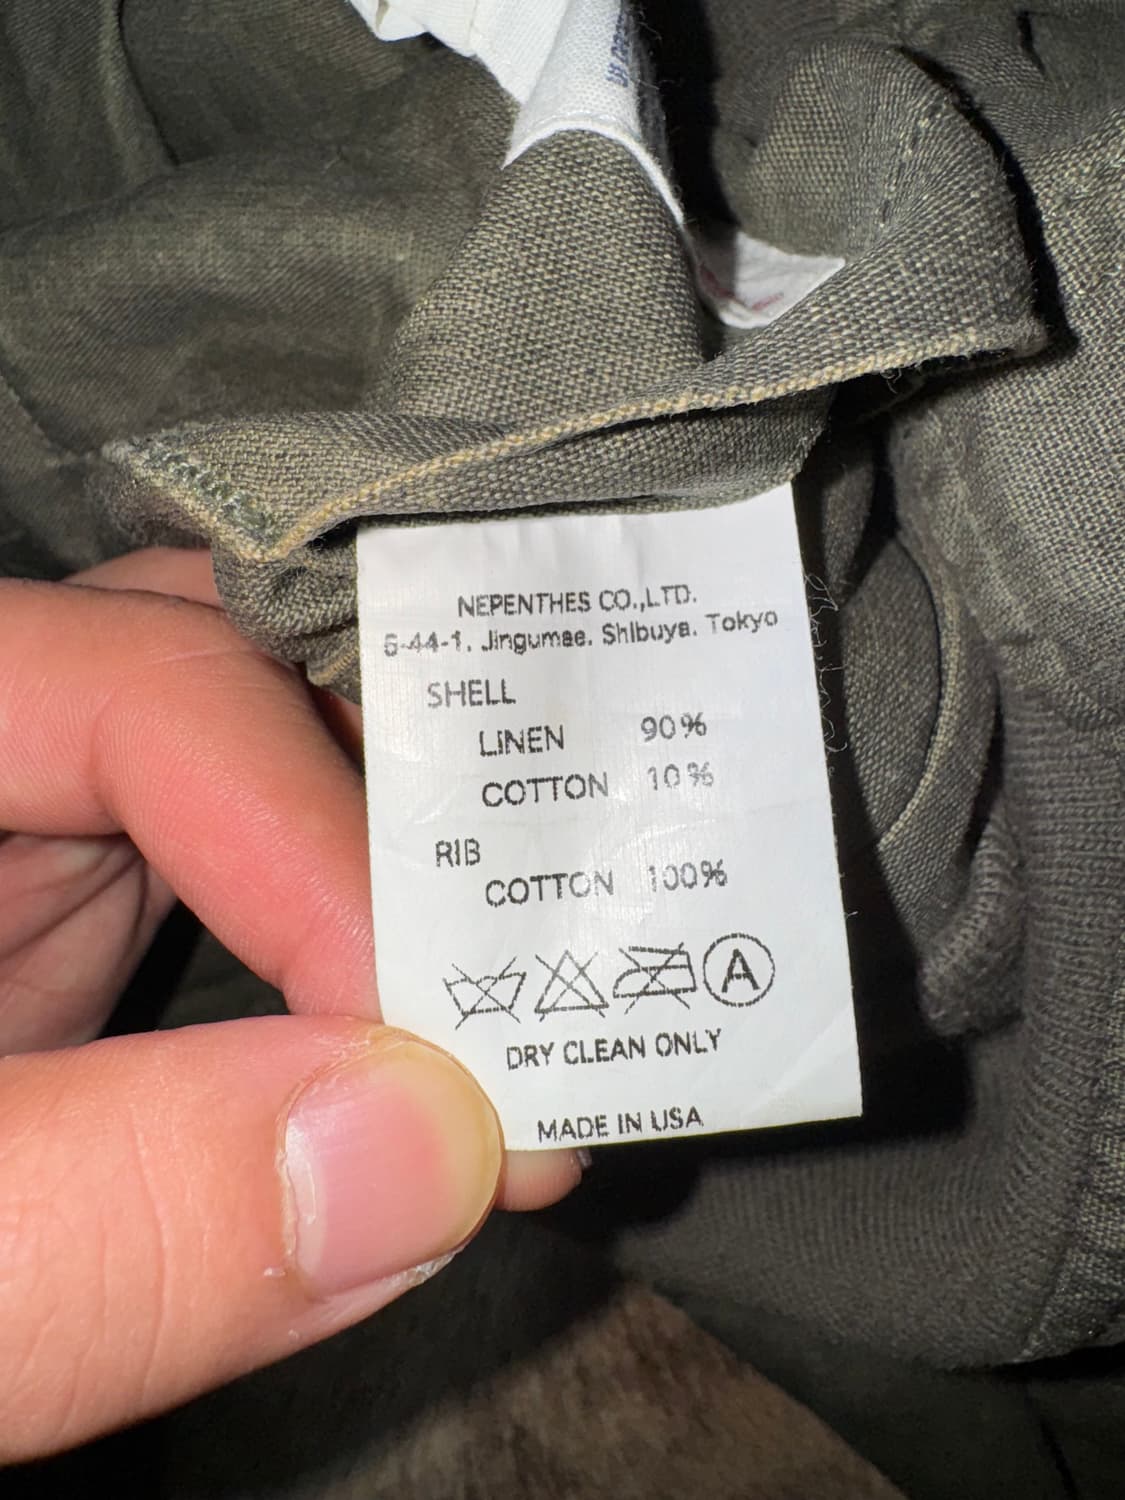 NEPENTHES CO.,LTD.
6-44-1. Jingumae. Shibuya. Tokyo
SHELL
LINEN 90%
COTTON 10%
RIB
COTTON 100%
A
DRY CLEAN ONLY
MADE IN USA